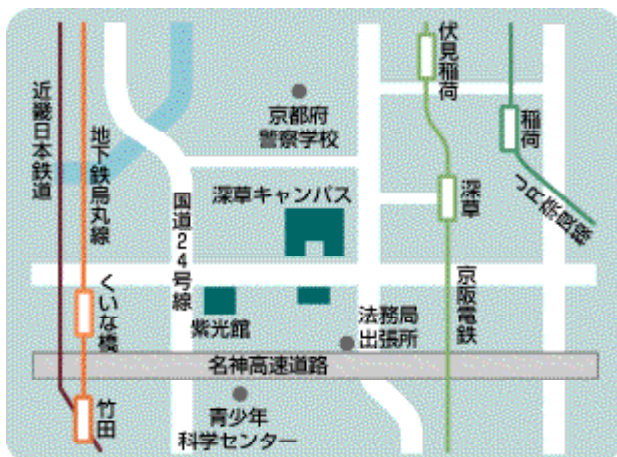 伏見稲荷
稲荷
近畿日本鉄道
地下鉄烏丸線
京都府
警察学校
深草
JR奈良線
国道24号線
深草キャンパス
京阪電鉄
くいな橋
紫光館
法務局
出張所
名神高速道路
竹田
青少年
科学センター